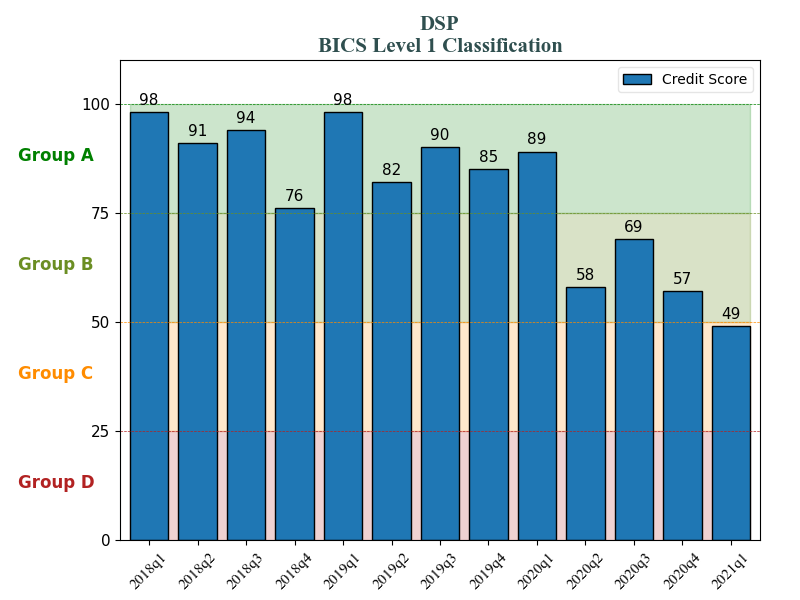 DSP
BICS Level 1 Classification
Credit Score
98
91
94
76
98
82
90
85
89
58
69
57
49
100
Group A
75
Group B
50
Group C
25
Group D
0
2018q1
2018q2
2018q3
2018q4
2019q1
2019q2
2019q3
2019q4
2020q1
2020q2
2020q3
2020q4
2021q1